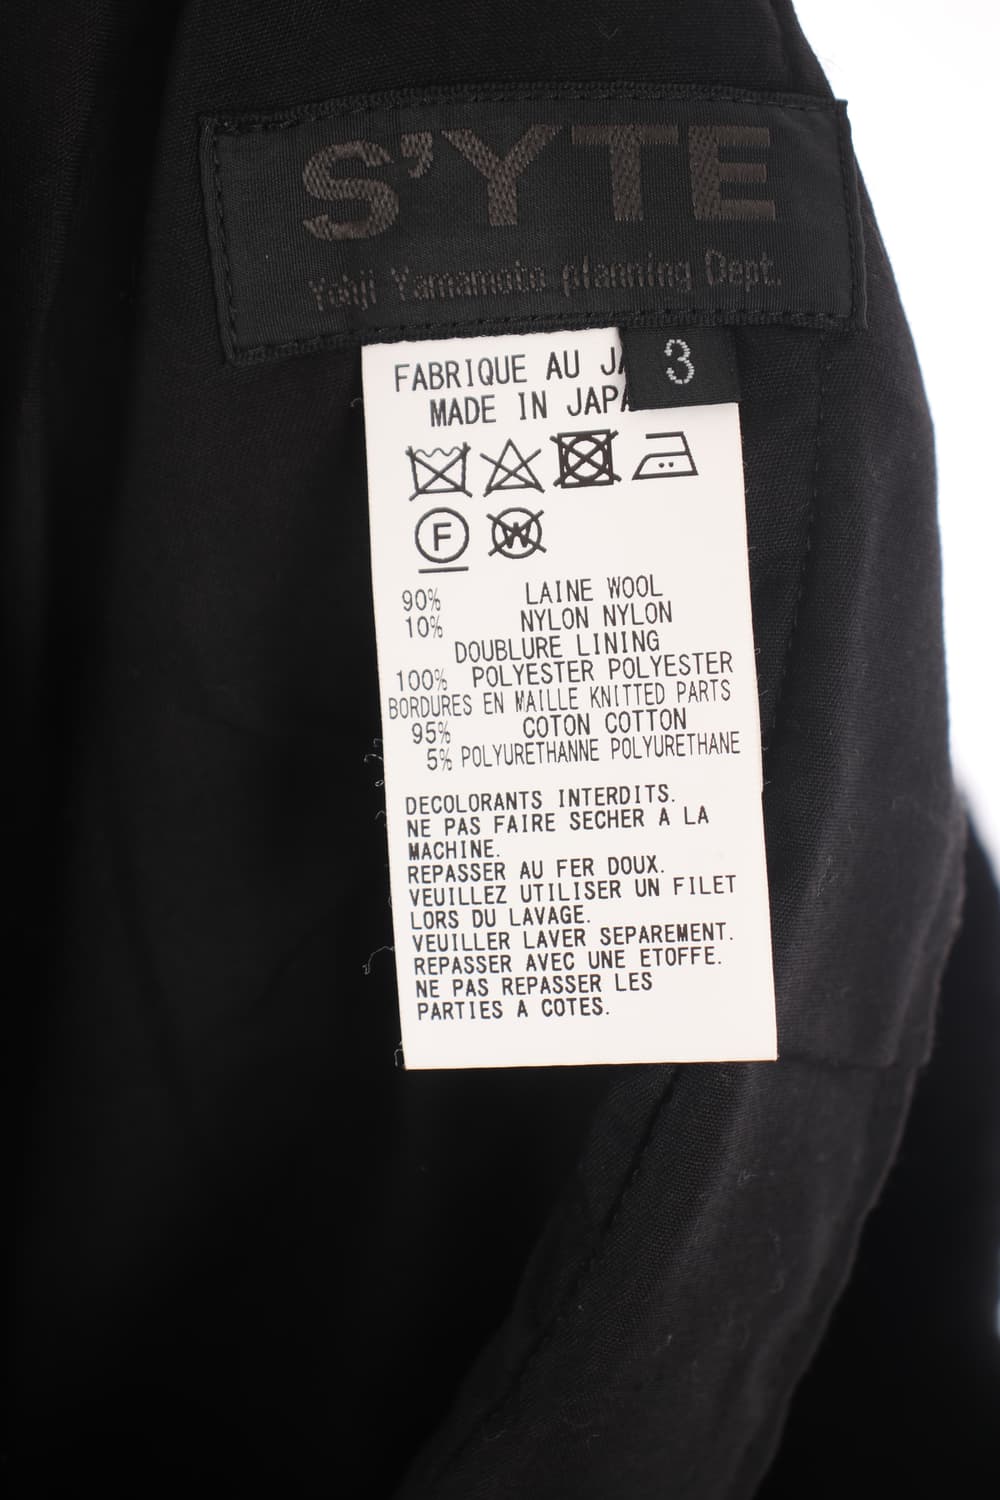 S'YTE
Yohji Yamamoto planning Dept.
3
FABRIQUE AU
MADE IN
F
W
90% LAINE WOOL
10% NYLON NYLON
DOUBLURE LINING
100% POLYESTER POLYESTER
BORDURES EN MAILLE KNITTED PARTS
95% COTON COTTON
5% POLYURETHANNE POLYURETHANE
DECOLORANTS INTERDITS.
NE PAS FAIRE SECHER A LA
MACHINE.
REPASSER AU FER DOUX.
VEUILLEZ UTILISER UN FILET
LORS DU LAVAGE.
VEUILLER LAVER SEPAREMENT.
REPASSER AVEC UNE ETOFFE.
NE PAS REPASSER LES
PARTIES A COTES.